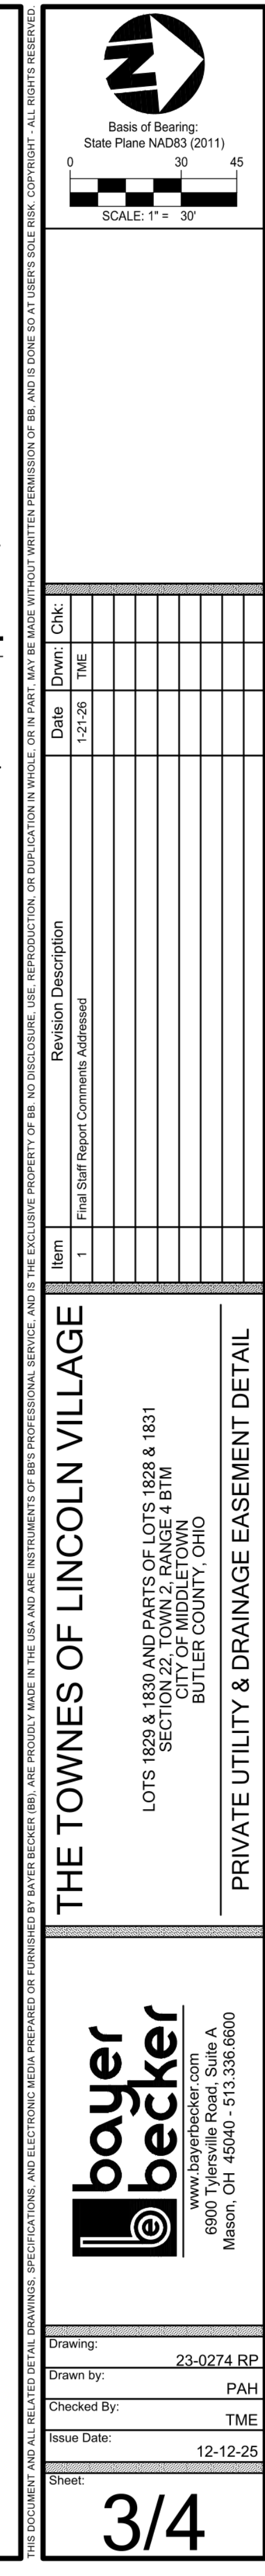 THIS DOCUMENT AND ALL RELATED DETAIL DRAWINGS, SPECIFICATIONS, AND ELECTRONIC MEDIA PREPARED OR FURNISHED BY BAYER BECKER (BB), ARE PROUDLY MADE IN THE USA AND ARE INSTRUMENTS OF BB'S PROFESSIONAL SERVICE, AND IS THE EXCLUSIVE PROPERTY OF BB. NO DISCLOSURE, USE, REPRODUCTION, OR DUPLICATION IN WHOLE, OR IN PART, MAY BE MADE WITHOUT WRITTEN PERMISSION OF BB, AND IS DONE SO AT USER'S SOLE RISK. COPYRIGHT - ALL RIGHTS RESERVED.
N
Basis of Bearing:
State Plane NAD83 (2011)
0 30 45
SCALE: 1" = 30'
Item Revision Description Date Drwn: Chk:
1 Final Staff Report Comments Addressed 1-21-26 TME
THE TOWNES OF LINCOLN VILLAGE
LOTS 1829 & 1830 AND PARTS OF LOTS 1828 & 1831
SECTION 22, TOWN 2, RANGE 4 BTM
CITY OF MIDDLETOWN
BUTLER COUNTY, OHIO
PRIVATE UTILITY & DRAINAGE EASEMENT DETAIL
bayer
becker
www.bayerbecker.com
6900 Tylersville Road, Suite A
Mason, OH 45040 - 513.336.6600
Drawing:
23-0274 RP
Drawn by:
PAH
Checked By:
TME
Issue Date:
12-12-25
Sheet:
3/4